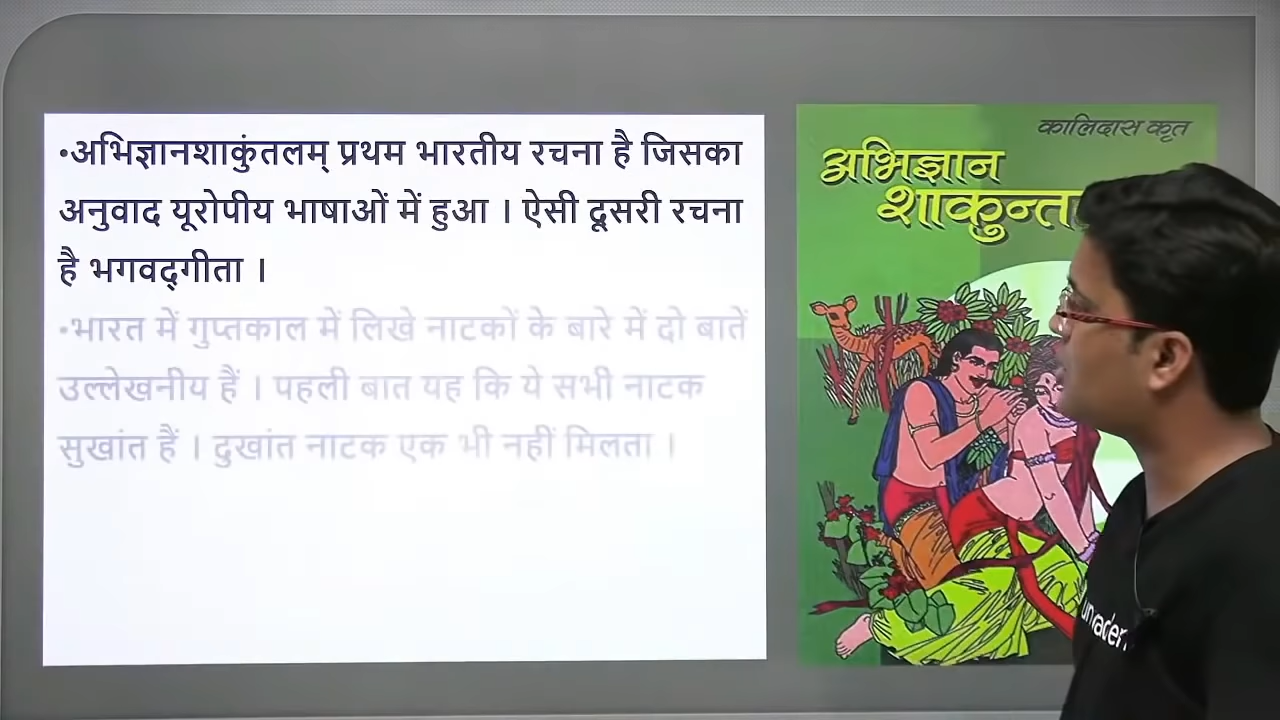 •अभिज्ञानशाकुंतलम् प्रथम भारतीय रचना है जिसका
अनुवाद यूरोपीय भाषाओं में हुआ । ऐसी दूसरी रचना
है भगवद्गीता ।
•भारत में गुप्तकाल में लिखे नाटकों के बारे में दो बातें
उल्लेखनीय हैं । पहली बात यह कि ये सभी नाटक
सुखांत हैं । दुखांत नाटक एक भी नहीं मिलता ।
कालिदास कृत
अभिज्ञान